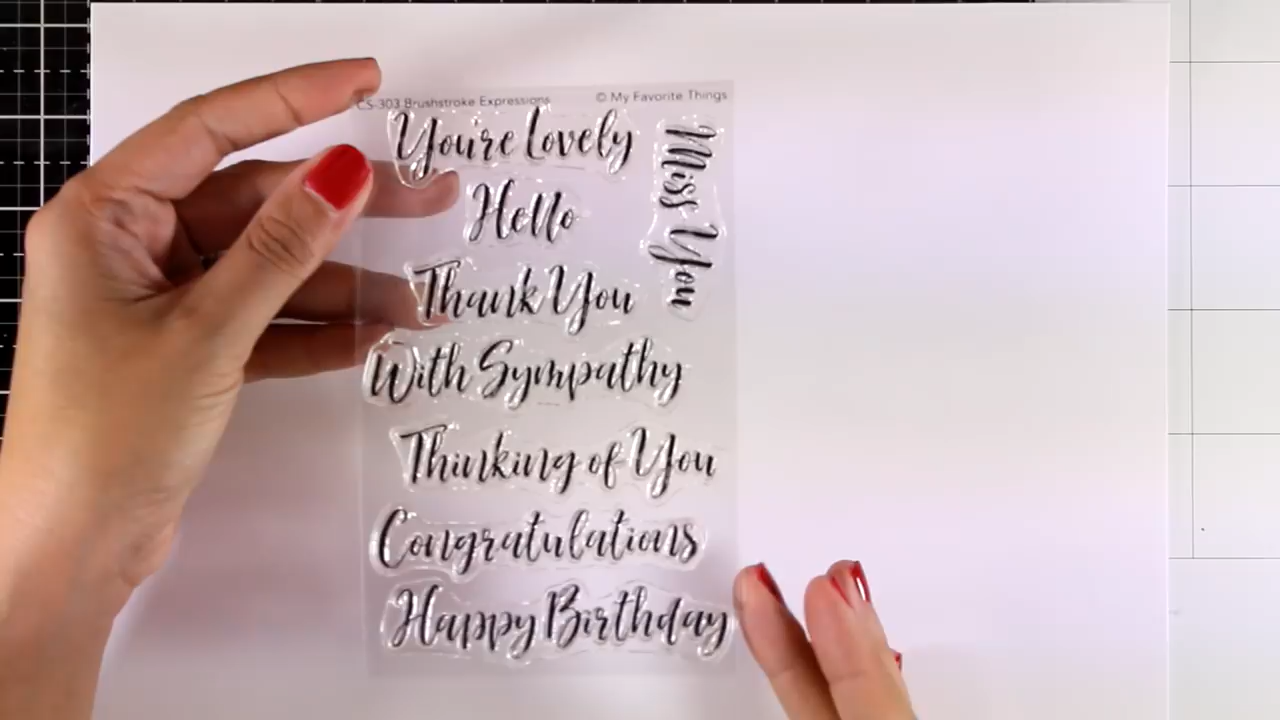 CS-303 Brushstroke Expressions © My Favorite Things
You're Lovely
Miss You
Hello
Thank You
With Sympathy
Thinking of You
Congratulations
Happy Birthday